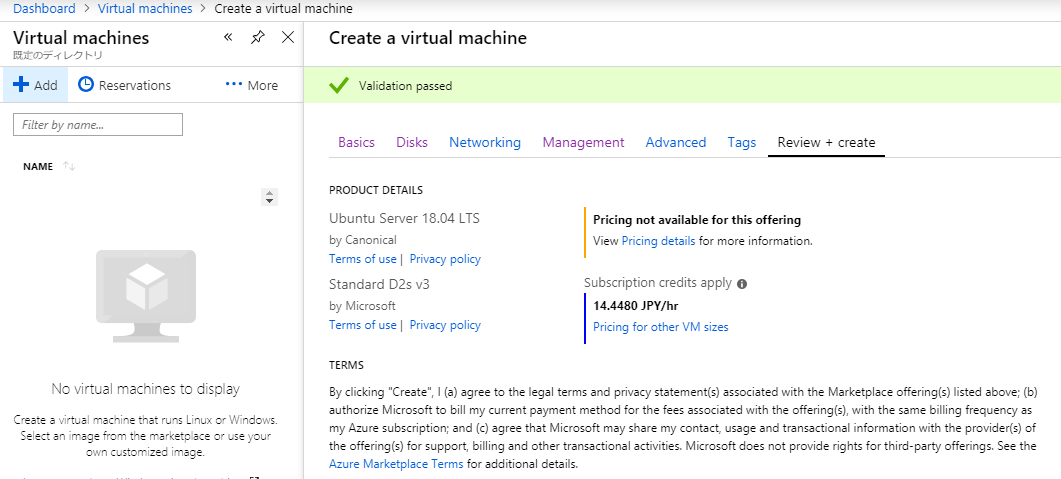 Dashboard > Virtual machines > Create a virtual machine
Virtual machines
既定のディレクトリ
Add Reservations ··· More
Filter by name...
NAME
No virtual machines to display
Create a virtual machine that runs Linux or Windows.
Select an image from the marketplace or use your
own customized image.
Create a virtual machine
Validation passed
Basics Disks Networking Management Advanced Tags Review + create
PRODUCT DETAILS
Ubuntu Server 18.04 LTS
by Canonical
Terms of use | Privacy policy
Pricing not available for this offering
View Pricing details for more information.
Standard D2s v3
by Microsoft
Terms of use | Privacy policy
Subscription credits apply
14.4480 JPY/hr
Pricing for other VM sizes
TERMS
By clicking "Create", I (a) agree to the legal terms and privacy statement(s) associated with the Marketplace offering(s) listed above; (b)
authorize Microsoft to bill my current payment method for the fees associated with the offering(s), with the same billing frequency as
my Azure subscription; and (c) agree that Microsoft may share my contact, usage and transactional information with the provider(s) of
the offering(s) for support, billing and other transactional activities. Microsoft does not provide rights for third-party offerings. See the
Azure Marketplace Terms for additional details.